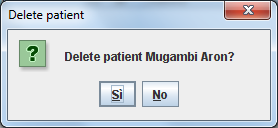 Delete patient
Delete patient Mugambi Aron?
Sì
No